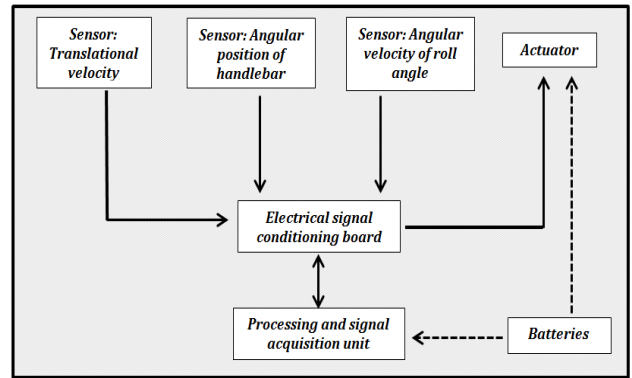 Sensor:
Translational
velocity
Sensor: Angular
position of
handlebar
Sensor: Angular
velocity of roll
angle
Actuator
Electrical signal
conditioning board
Processing and signal
acquisition unit
Batteries